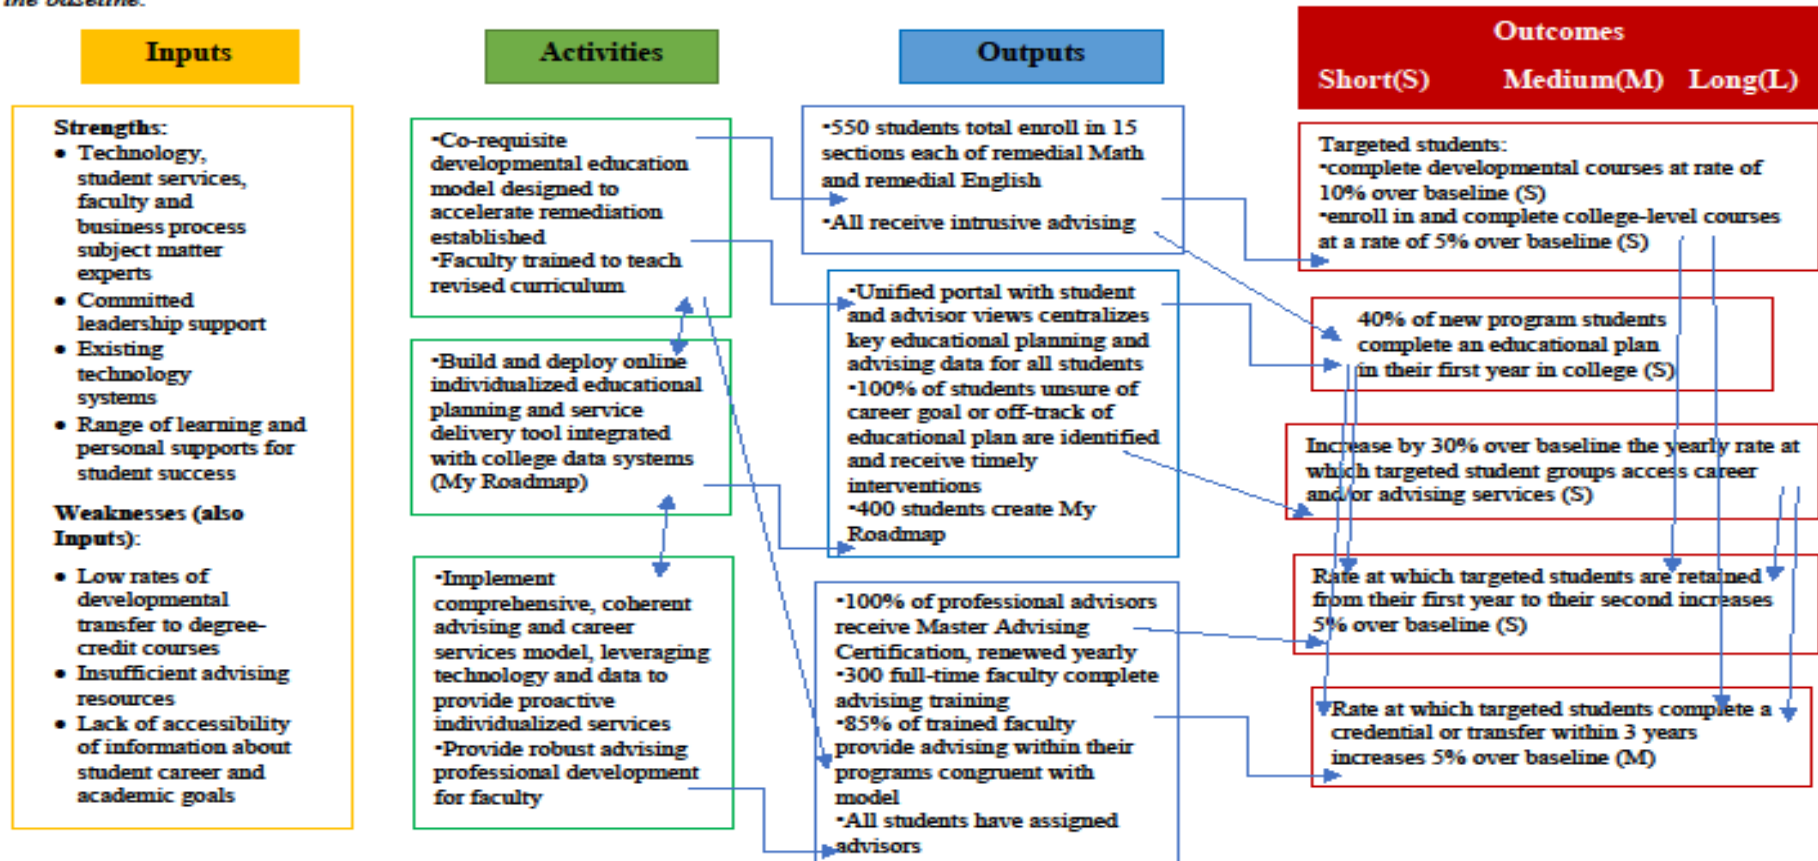 the baseline.
Inputs
Activities
Outputs
Outcomes
Short(S) Medium(M) Long(L)
Strengths:
• Technology,
student services,
faculty and
business process
subject matter
experts
• Committed
leadership support
• Existing
technology
systems
• Range of learning and
personal supports for
student success
Weaknesses (also
Inputs):
• Low rates of
developmental
transfer to degree-
credit courses
• Insufficient advising
resources
• Lack of accessibility
of information about
student career and
academic goals
•Co-requisite
developmental education
model designed to
accelerate remediation
established
•Faculty trained to teach
revised curriculum
•Build and deploy online
individualized educational
planning and service
delivery tool integrated
with college data systems
(My Roadmap)
•Implement
comprehensive, coherent
advising and career
services model, leveraging
technology and data to
provide proactive
individualized services
•Provide robust advising
professional development
for faculty
•550 students total enroll in 15
sections each of remedial Math
and remedial English
•All receive intrusive advising
•Unified portal with student
and advisor views centralizes
key educational planning and
advising data for all students
•100% of students unsure of
career goal or off-track of
educational plan are identified
and receive timely
interventions
•400 students create My
Roadmap
•100% of professional advisors
receive Master Advising
Certification, renewed yearly
•300 full-time faculty complete
advising training
•85% of trained faculty
provide advising within their
programs congruent with
model
•All students have assigned
advisors
Targeted students:
•complete developmental courses at rate of
10% over baseline (S)
•enroll in and complete college-level courses
at a rate of 5% over baseline (S)
40% of new program students
complete an educational plan
in their first year in college (S)
Increase by 30% over baseline the yearly rate at
which targeted student groups access career
and/or advising services (S)
Rate at which targeted students are retained
from their first year to their second increases
5% over baseline (S)
Rate at which targeted students complete a
credential or transfer within 3 years
increases 5% over baseline (M)